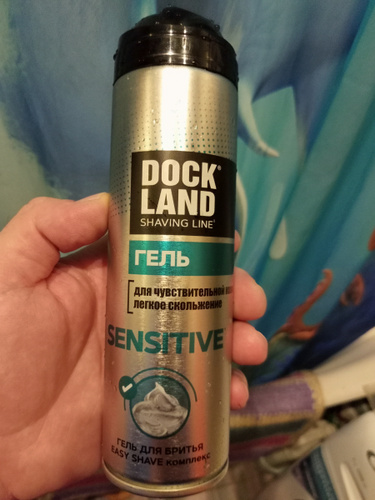 DOCK®
LAND
SHAVING LINE®
ГЕЛЬ
для чувствительной
легкое скольжение
SENSITIVE
ГЕЛЬ ДЛЯ БРИТЬЯ
EASY SHAVE комплекс